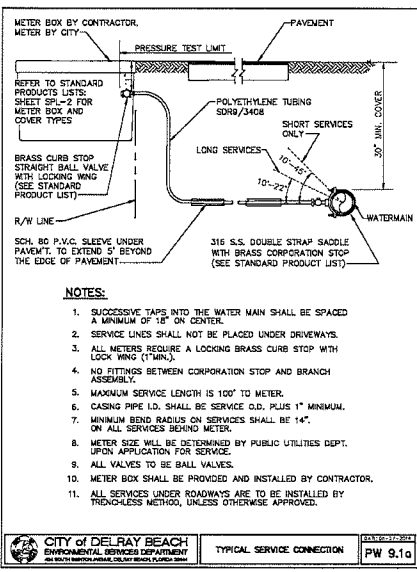 METER BOX BY CONTRACTOR,
METER BY CITY
PAVEMENT
PRESSURE TEST LIMIT
REFER TO STANDARD
PRODUCTS LISTS:
SHEET SPL-2 FOR
METER BOX AND
COVER TYPES
POLYETHYLENE TUBING
SDR9/3408
30" MIN. COVER
SHORT SERVICES
ONLY
LONG SERVICES
10°-45°
10°-22°
BRASS CURB STOP
STRAIGHT BALL VALVE
WITH LOCKING WING
(SEE STANDARD
PRODUCT LIST)
R/W LINE
WATERMAIN
SCH. 80 P.V.C. SLEEVE UNDER
PAVEM'T. TO EXTEND 5' BEYOND
THE EDGE OF PAVEMENT
316 S.S. DOUBLE STRAP SADDLE
WITH BRASS CORPORATION STOP
(SEE STANDARD PRODUCT LIST)
NOTES:
1. SUCCESSIVE TAPS INTO THE WATER MAIN SHALL BE SPACED
A MINIMUM OF 18" ON CENTER.
2. SERVICE LINES SHALL NOT BE PLACED UNDER DRIVEWAYS.
3. ALL METERS REQUIRE A LOCKING BRASS CURB STOP WITH
LOCK WING (1"MIN.).
4. NO FITTINGS BETWEEN CORPORATION STOP AND BRANCH
ASSEMBLY.
5. MAXIMUM SERVICE LENGTH IS 100' TO METER.
6. CASING PIPE I.D. SHALL BE SERVICE O.D. PLUS 1" MINIMUM.
7. MINIMUM BEND RADIUS ON SERVICES SHALL BE 14".
ON ALL SERVICES BEHIND METER.
8. METER SIZE WILL BE DETERMINED BY PUBLIC UTILITIES DEPT.
UPON APPLICATION FOR SERVICE.
9. ALL VALVES TO BE BALL VALVES.
10. METER BOX SHALL BE PROVIDED AND INSTALLED BY CONTRACTOR.
11. ALL SERVICES UNDER ROADWAYS ARE TO BE INSTALLED BY
TRENCHLESS METHOD, UNLESS OTHERWISE APPROVED.
CITY of DELRAY BEACH
ENVIRONMENTAL SERVICES DEPARTMENT
434 SOUTH SWINTON AVENUE, DELRAY BEACH, FLORIDA 33444
TYPICAL SERVICE CONNECTION
PW 9.1a